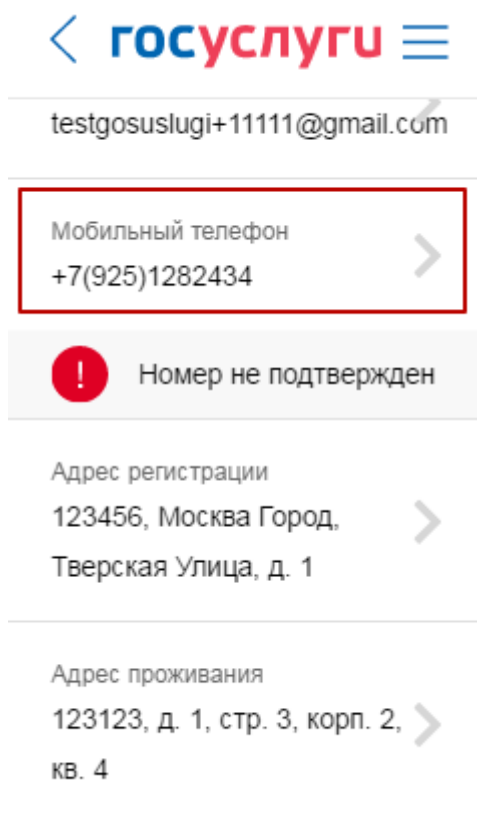 госуслуги
testgosuslugi+11111@gmail.com
Мобильный телефон
+7(925)1282434
! Номер не подтвержден
Адрес регистрации
123456, Москва Город,
Тверская Улица, д. 1
Адрес проживания
123123, д. 1, стр. 3, корп. 2,
кв. 4